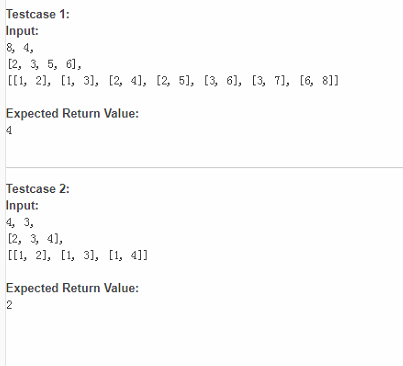 Testcase 1:
Input:
8, 4,
[2, 3, 5, 6],
[[1, 2], [1, 3], [2, 4], [2, 5], [3, 6], [3, 7], [6, 8]]
Expected Return Value:
4
Testcase 2:
Input:
4, 3,
[2, 3, 4],
[[1, 2], [1, 3], [1, 4]]
Expected Return Value:
2